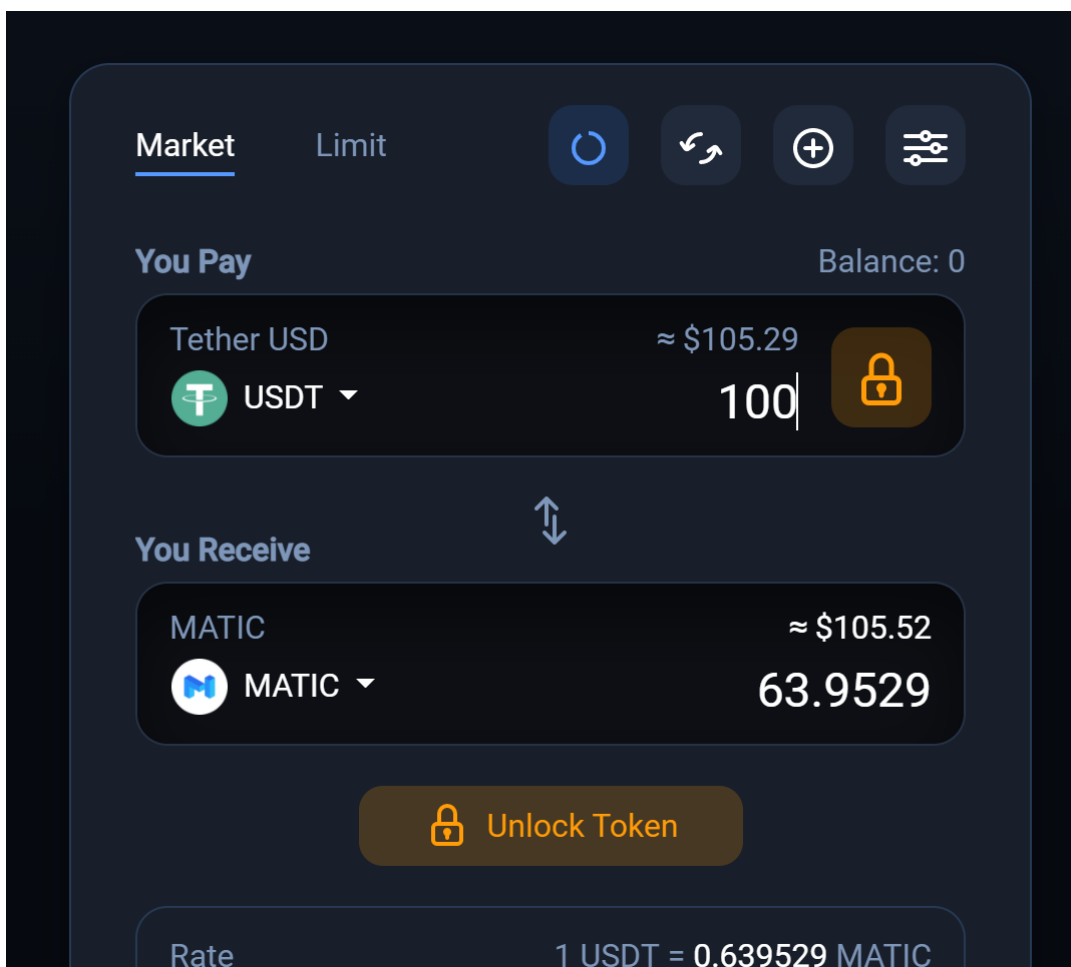 Market Limit
You Pay Balance: 0
Tether USD ≈ $105.29
USDT 100
You Receive
MATIC ≈ $105.52
MATIC 63.9529
Unlock Token
Rate 1 USDT = 0.639529 MATIC